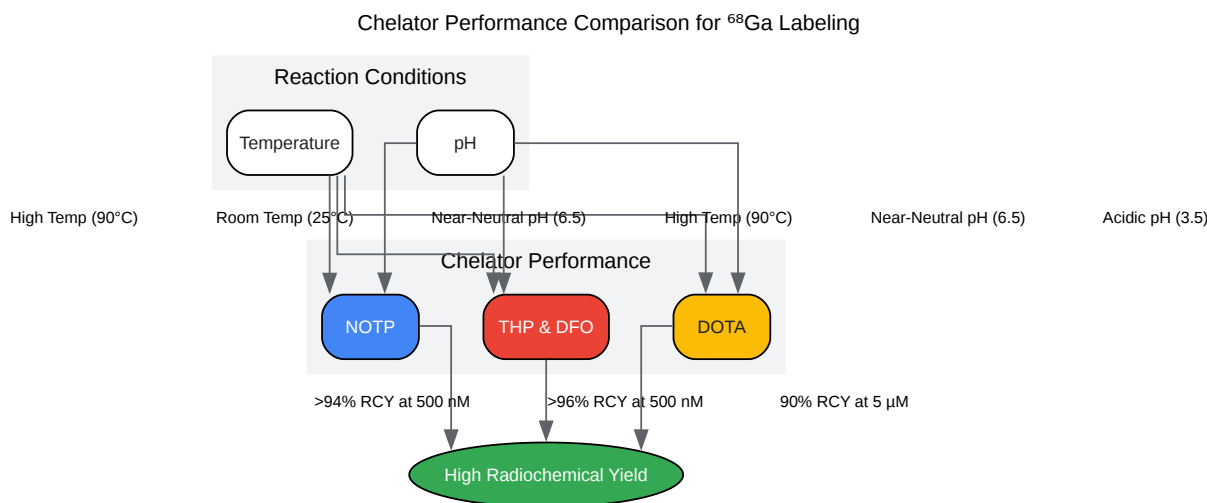 Chelator Performance Comparison for ⁶⁸Ga Labeling
Reaction Conditions
Temperature
pH
High Temp (90°C)
Room Temp (25°C)
Near-Neutral pH (6.5)
High Temp (90°C)
Near-Neutral pH (6.5)
Acidic pH (3.5)
Chelator Performance
NOTP
THP & DFO
DOTA
>94% RCY at 500 nM
>96% RCY at 500 nM
90% RCY at 5 µM
High Radiochemical Yield